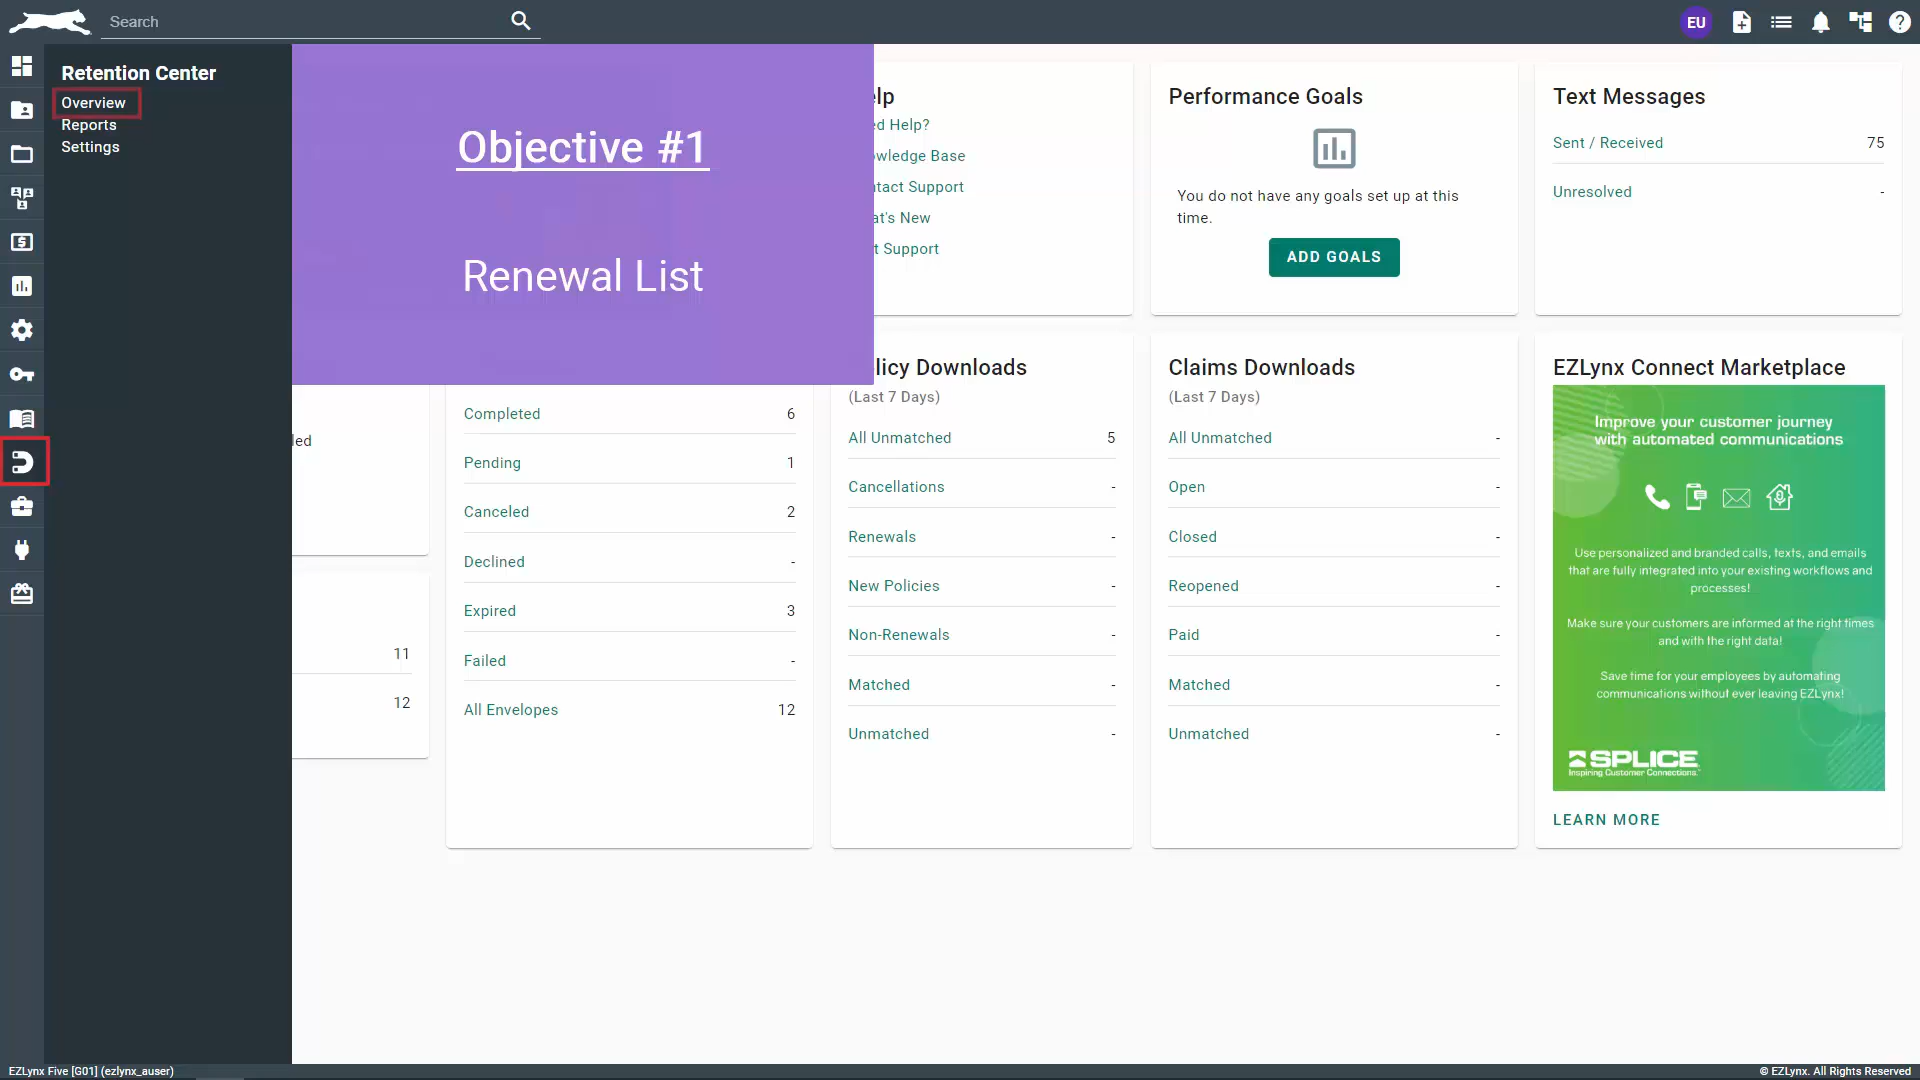 Search
EU
Retention Center
Overview
Reports
Settings
Objective #1
Renewal List
lp
ed Help?
wledge Base
tact Support
at's New
t Support
Performance Goals
You do not have any goals set up at this
time.
ADD GOALS
Text Messages
Sent / Received 75
Unresolved -
led
11
12
Completed 6
Pending 1
Canceled 2
Declined -
Expired 3
Failed -
All Envelopes 12
licy Downloads
(Last 7 Days)
All Unmatched 5
Cancellations -
Renewals -
New Policies -
Non-Renewals -
Matched -
Unmatched -
Claims Downloads
(Last 7 Days)
All Unmatched -
Open -
Closed -
Reopened -
Paid -
Matched -
Unmatched -
EZLynx Connect Marketplace
Improve your customer journey
with automated communications
Use personalized and branded calls, texts, and emails
that are fully integrated into your existing workflows and
processes!
Make sure your customers are informed at the right times
and with the right data!
Save time for your employees by automating
communications without ever leaving EZLynx!
SPLICE
Inspiring Customer Connections.
LEARN MORE
EZLynx Five [G01] (ezlynx_auser)
© EZLynx. All Rights Reserved